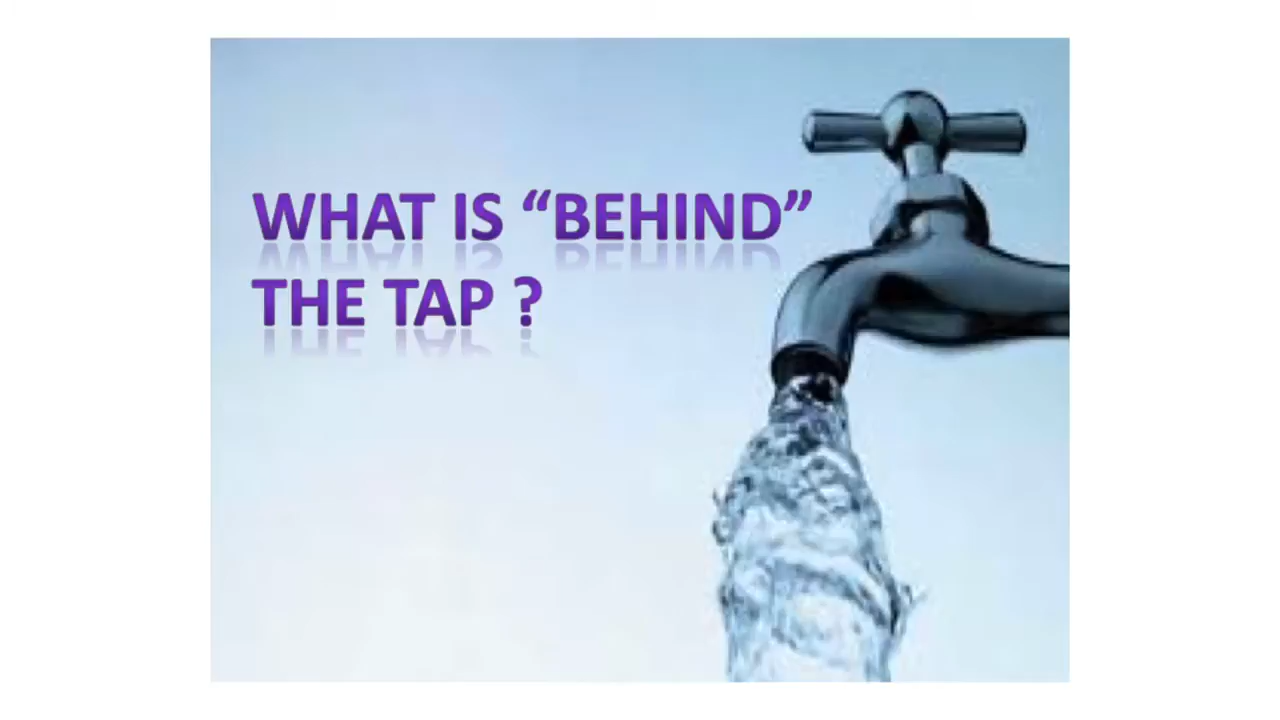 WHAT IS “BEHIND”
THE TAP ?